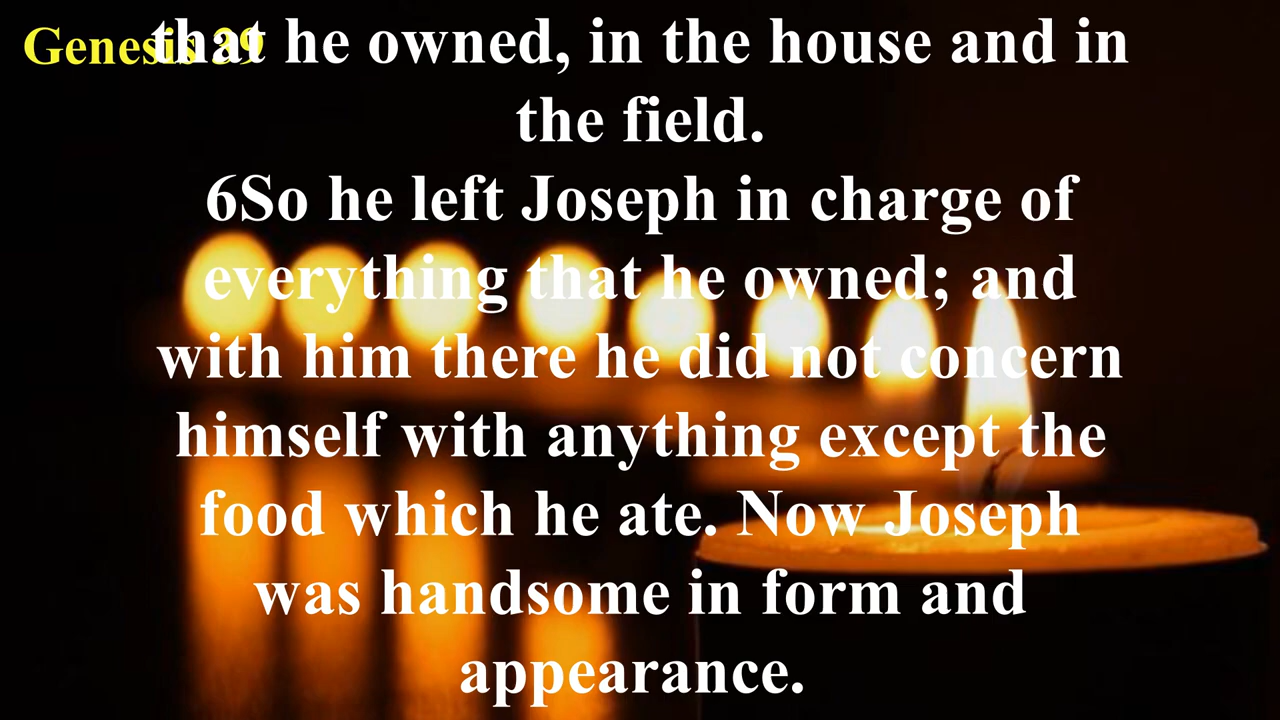 Genesis 39
that he owned, in the house and in
the field.
6So he left Joseph in charge of
everything that he owned; and
with him there he did not concern
himself with anything except the
food which he ate. Now Joseph
was handsome in form and
appearance.